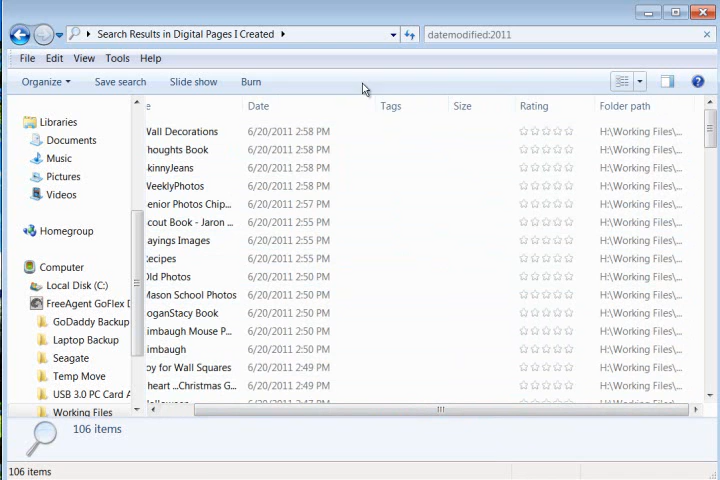 Search Results in Digital Pages I Created
datemodified:2011
File Edit View Tools Help
Organize Save search Slide show Burn
e Date Tags Size Rating Folder path
Libraries
Documents
Music
Pictures
Videos
Homegroup
Computer
Local Disk (C:)
FreeAgent GoFlex D
GoDaddy Backup
Laptop Backup
Seagate
Temp Move
USB 3.0 PC Card A
Working Files
Wall Decorations 6/20/2011 2:58 PM H:\Working Files\...
houghts Book 6/20/2011 2:58 PM H:\Working Files\...
kinnyJeans 6/20/2011 2:58 PM H:\Working Files\...
WeeklyPhotos 6/20/2011 2:58 PM H:\Working Files\...
enior Photos Chip... 6/20/2011 2:57 PM H:\Working Files\...
cout Book - Jaron ... 6/20/2011 2:55 PM H:\Working Files\...
ayings Images 6/20/2011 2:55 PM H:\Working Files\...
ecipes 6/20/2011 2:55 PM H:\Working Files\...
Old Photos 6/20/2011 2:50 PM H:\Working Files\...
Mason School Photos 6/20/2011 2:50 PM H:\Working Files\...
oganStacy Book 6/20/2011 2:50 PM H:\Working Files\...
imbaugh Mouse P... 6/20/2011 2:50 PM H:\Working Files\...
imbaugh 6/20/2011 2:50 PM H:\Working Files\...
oy for Wall Squares 6/20/2011 2:49 PM H:\Working Files\...
heart ...Christmas G... 6/20/2011 2:49 PM H:\Working Files\...
6/20/2011 2:47 PM H:\Working Files\...
106 items
106 items